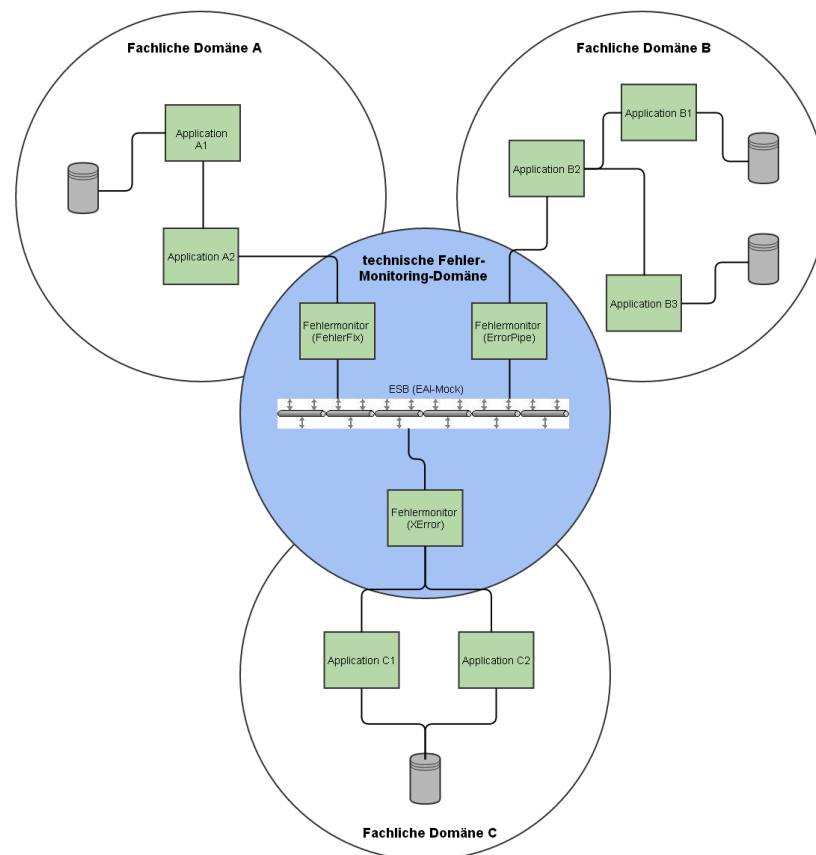 Fachliche Domäne A
Fachliche Domäne B
Application
A1
Application B1
Application B2
Application A2
technische Fehler-
Monitoring-Domäne
Application B3
Fehlermonitor
(FehlerFix)
Fehlermonitor
(ErrorPipe)
ESB (EAI-Mock)
Fehlermonitor
(XError)
Application C1
Application C2
Fachliche Domäne C